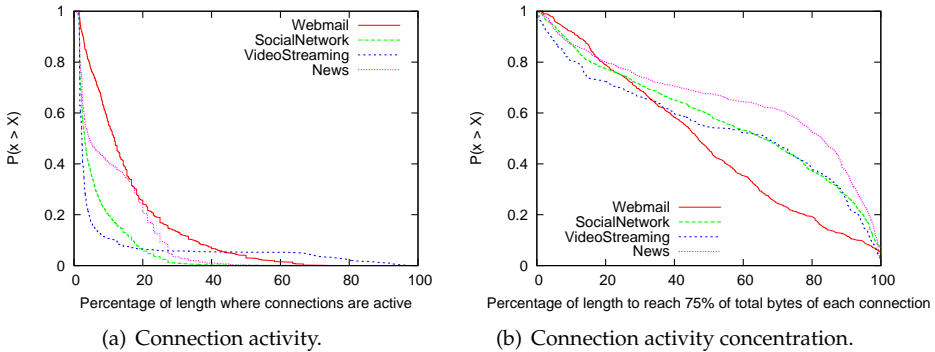 P(x > X)
1
0.8
0.6
0.4
0.2
0
0 20 40 60 80 100
Webmail
SocialNetwork
VideoStreaming
News
Percentage of length where connections are active
(a) Connection activity.
P(x > X)
1
0.8
0.6
0.4
0.2
0
0 20 40 60 80 100
Webmail
SocialNetwork
VideoStreaming
News
Percentage of length to reach 75% of total bytes of each connection
(b) Connection activity concentration.